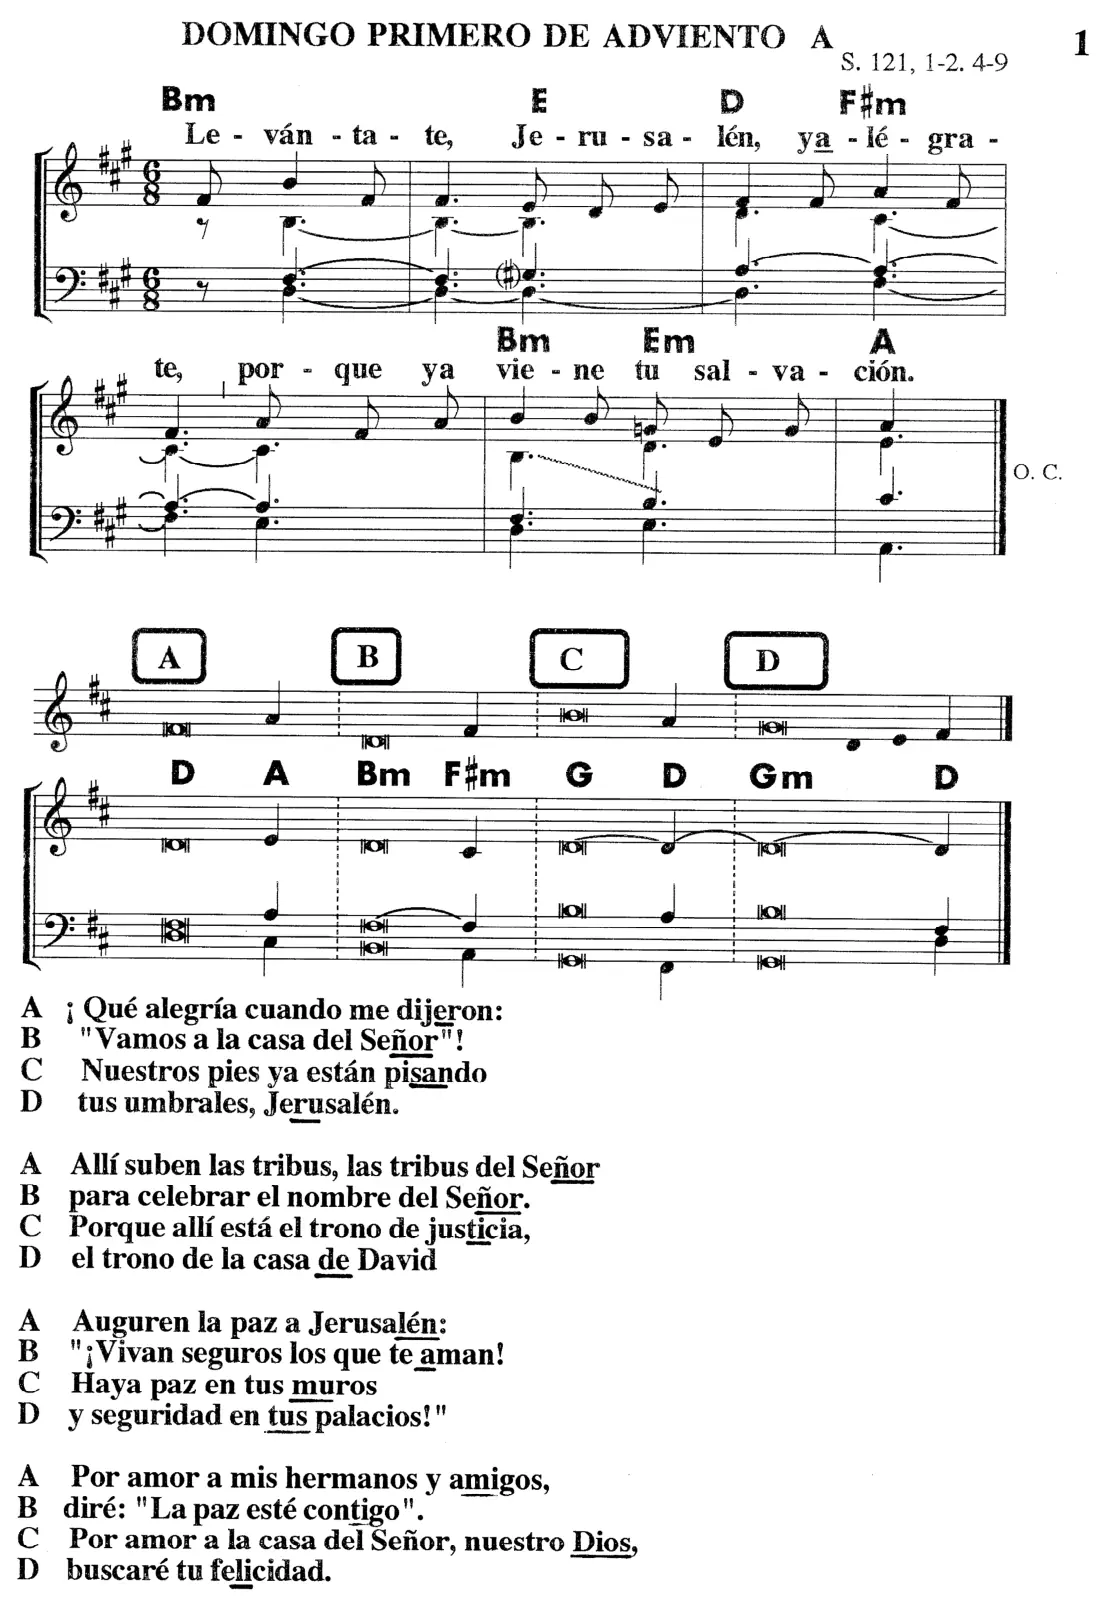 DOMINGO PRIMERO DE ADVIENTO A
1
S. 121, 1-2. 4-9
Bm E D F#m
Le - ván - ta - te, Je - ru - sa - lén, ya - lé - gra -
6/8
6/8
Bm Em A
te, por - que ya vie - ne tu sal - va - ción.
O. C.
A B C D
D A Bm F#m G D Gm D
A ¡ Qué alegría cuando me dijeron:
B "Vamos a la casa del Señor"!
C Nuestros pies ya están pisando
D tus umbrales, Jerusalén.
A Allí suben las tribus, las tribus del Señor
B para celebrar el nombre del Señor.
C Porque allí está el trono de justicia,
D el trono de la casa de David
A Auguren la paz a Jerusalén:
B "¡Vivan seguros los que te aman!
C Haya paz en tus muros
D y seguridad en tus palacios!"
A Por amor a mis hermanos y amigos,
B diré: "La paz esté contigo".
C Por amor a la casa del Señor, nuestro Dios,
D buscaré tu felicidad.